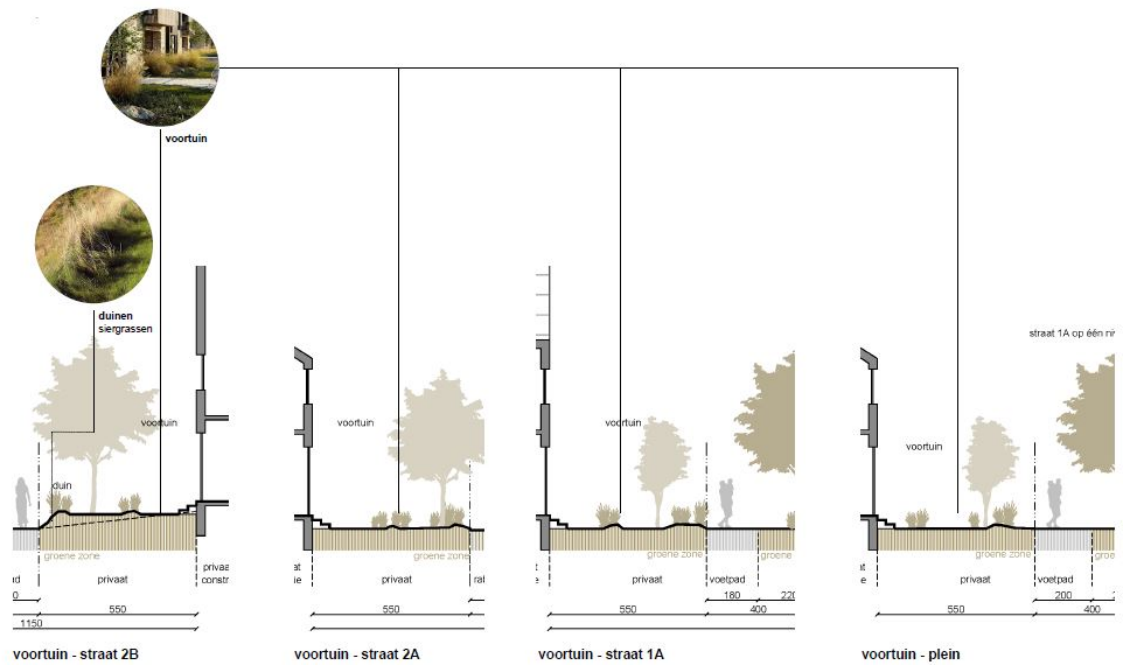 voortuin
duinen
siergrassen
straat 1A op één
voortuin
voortuin
voortuin
voortuin
duin
groene zone
groene zone
groene zone
groene
privaat
priva
constr
privaat
privaat
voetpad
privaat
voetpad
180
220
200
550
550
550
400
550
400
1150
voortuin - straat 2B
voortuin - straat 2A
voortuin - straat 1A
voortuin - plein